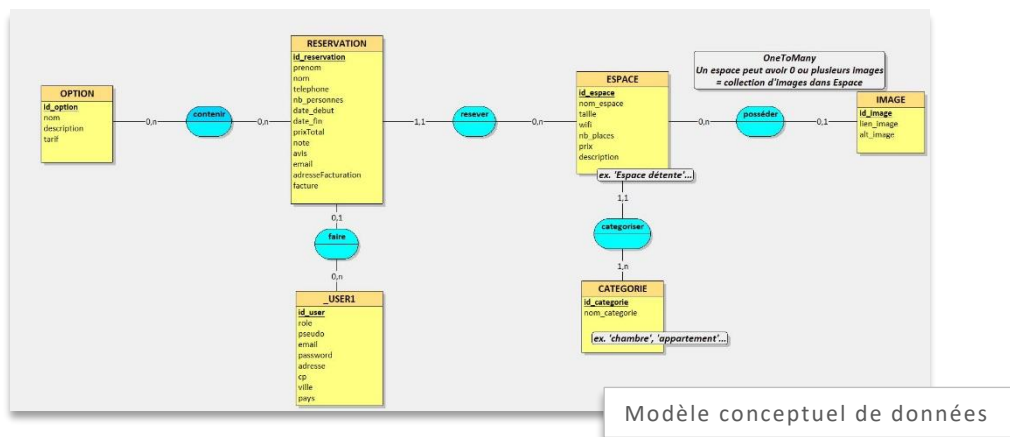 OPTION
id_option
nom
description
tarif
0,n
contenir
0,n
RESERVATION
id_reservation
prenom
nom
telephone
nb_personnes
date_debut
date_fin
prixTotal
note
avis
email
adresseFacturation
facture
1,1
resever
0,n
ESPACE
id_espace
nom_espace
taille
wifi
nb_places
prix
description
ex. 'Espace détente'...
0,n
posséder
0,1
OneToMany
Un espace peut avoir 0 ou plusieurs Images
= collection d'Images dans Espace
IMAGE
id_image
lien_image
alt_image
0,1
faire
0,n
_USER1
id_user
role
pseudo
email
password
adresse
cp
ville
pays
1,1
categoriser
1,n
CATEGORIE
id_categorie
nom_categorie
ex. 'chambre', 'appartement'...
Modèle conceptuel de données